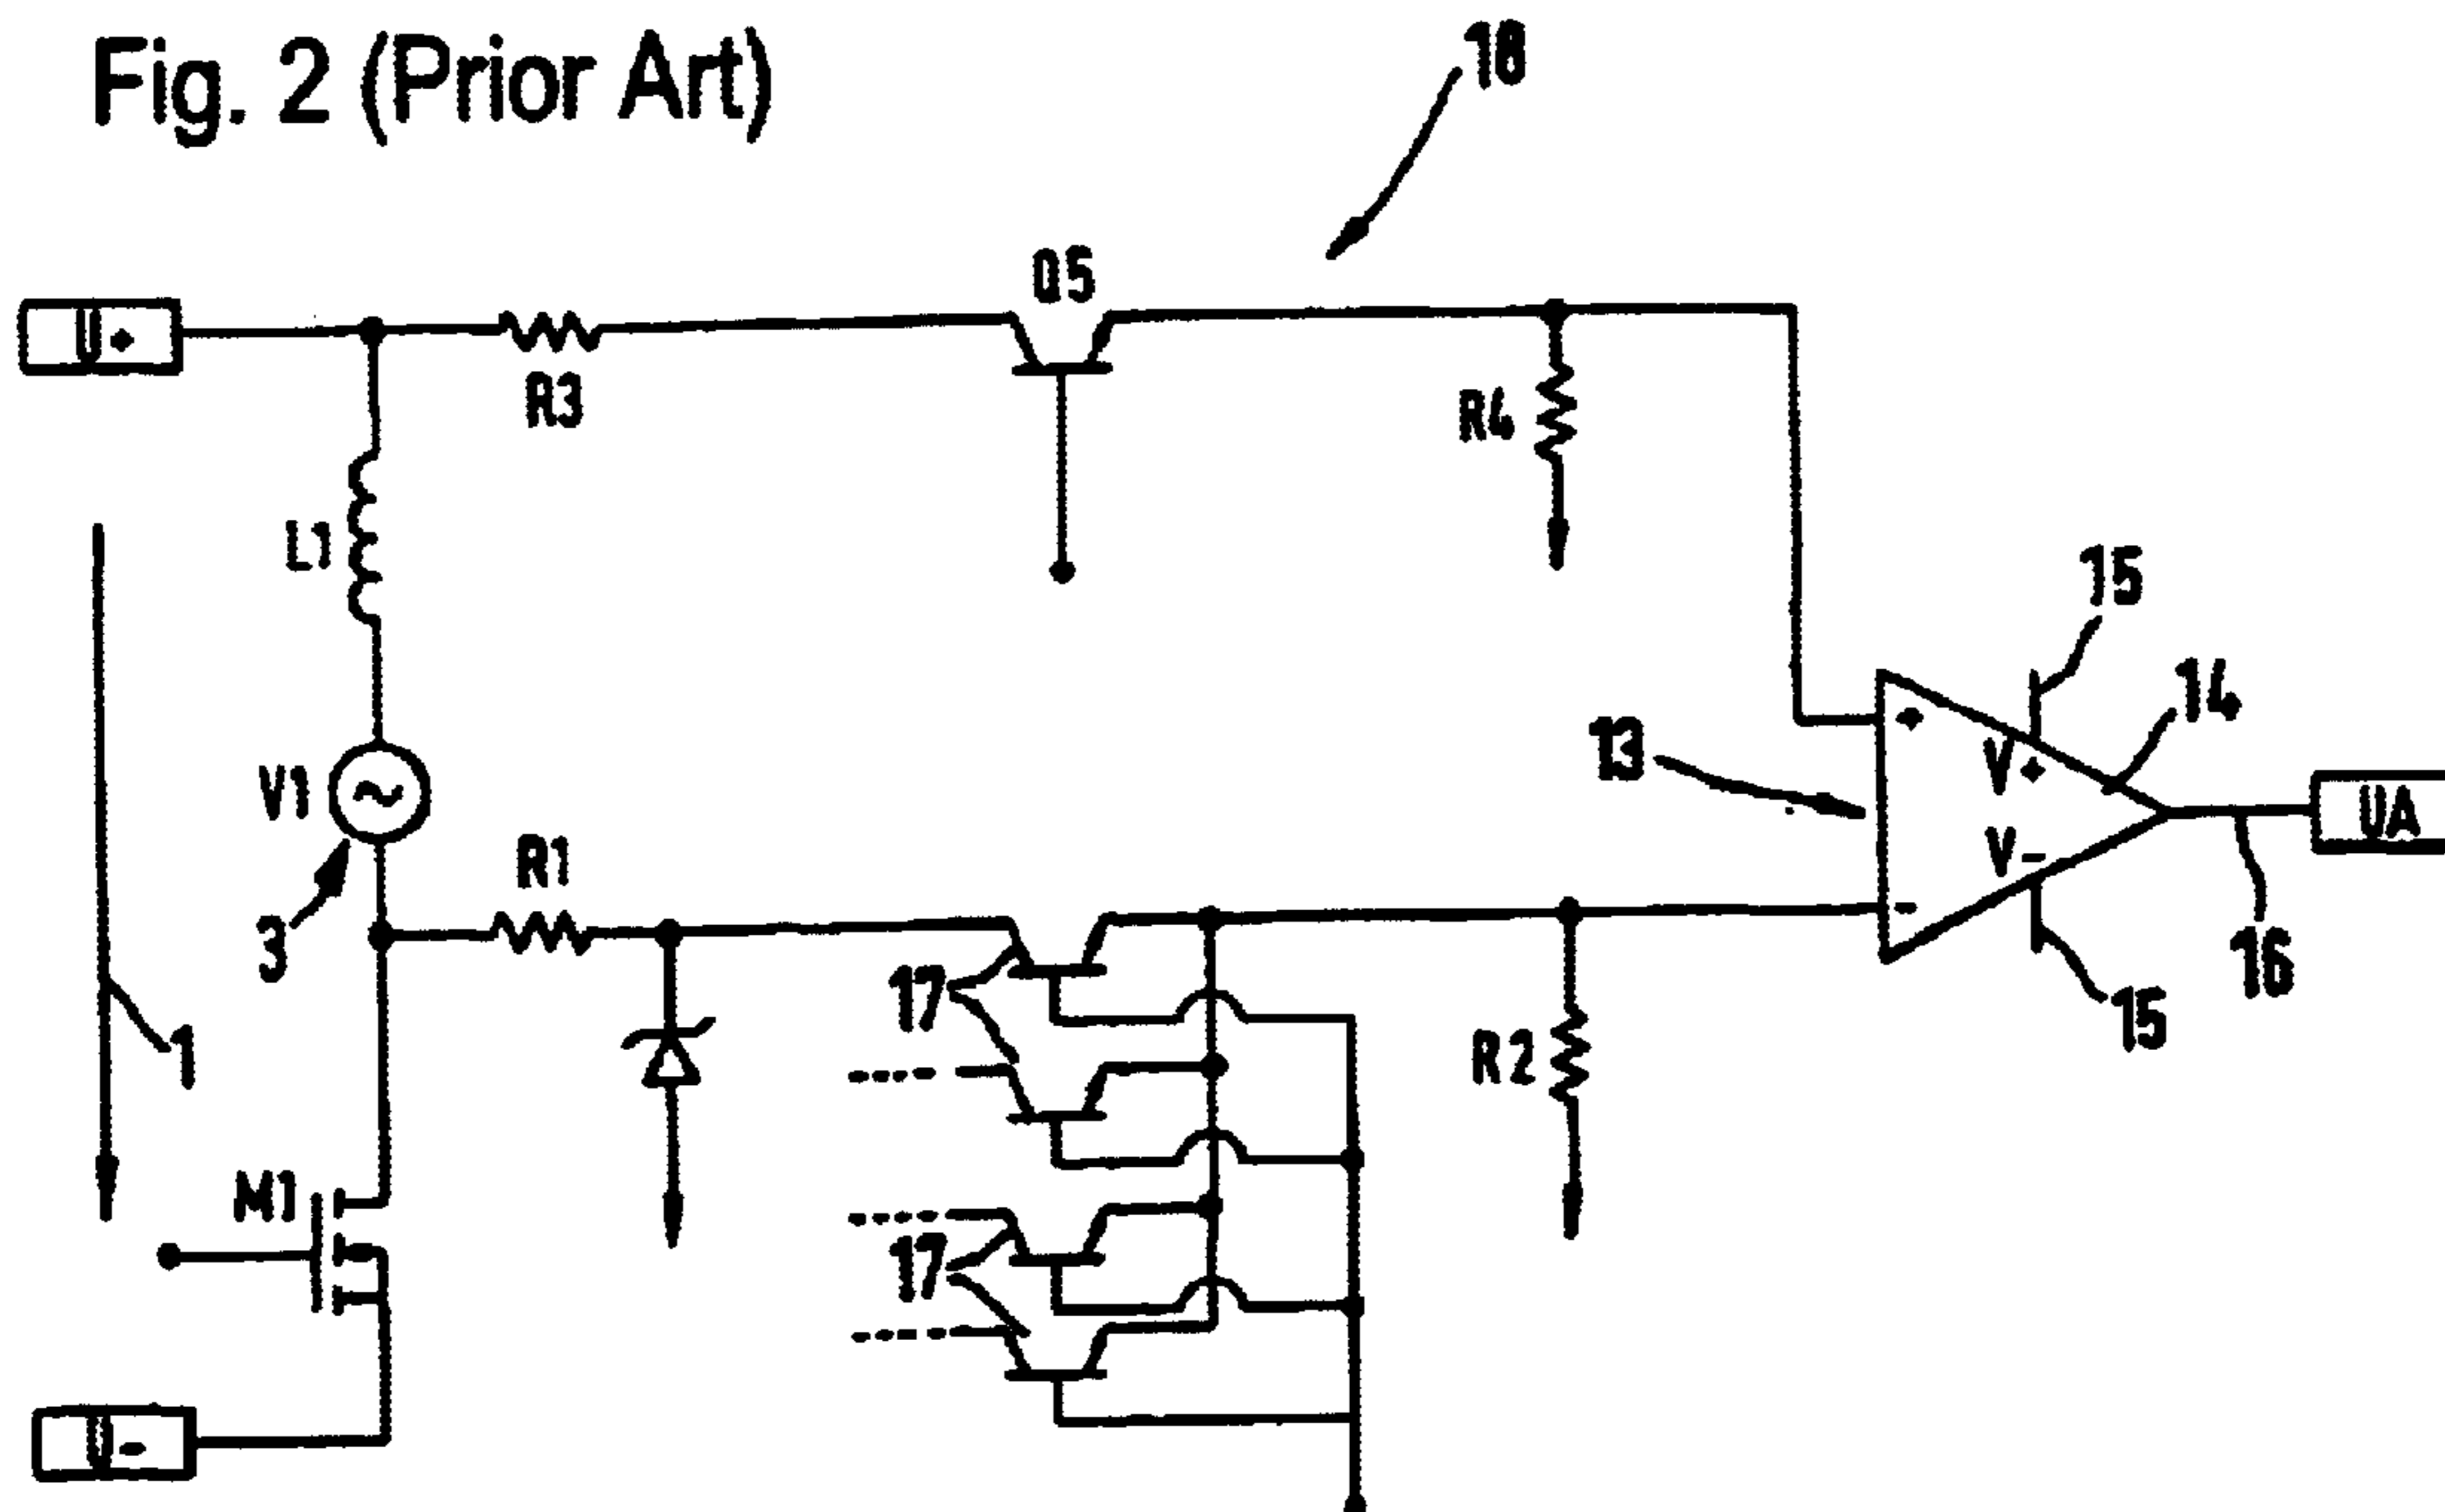 Fig. 2 (Prior Art)
18
Q5
U+
R3
R4
L1
15
14
13
+
V+
V1
UA
R1
V-
3
-
16
17
15
1
R2
M1
17
U-